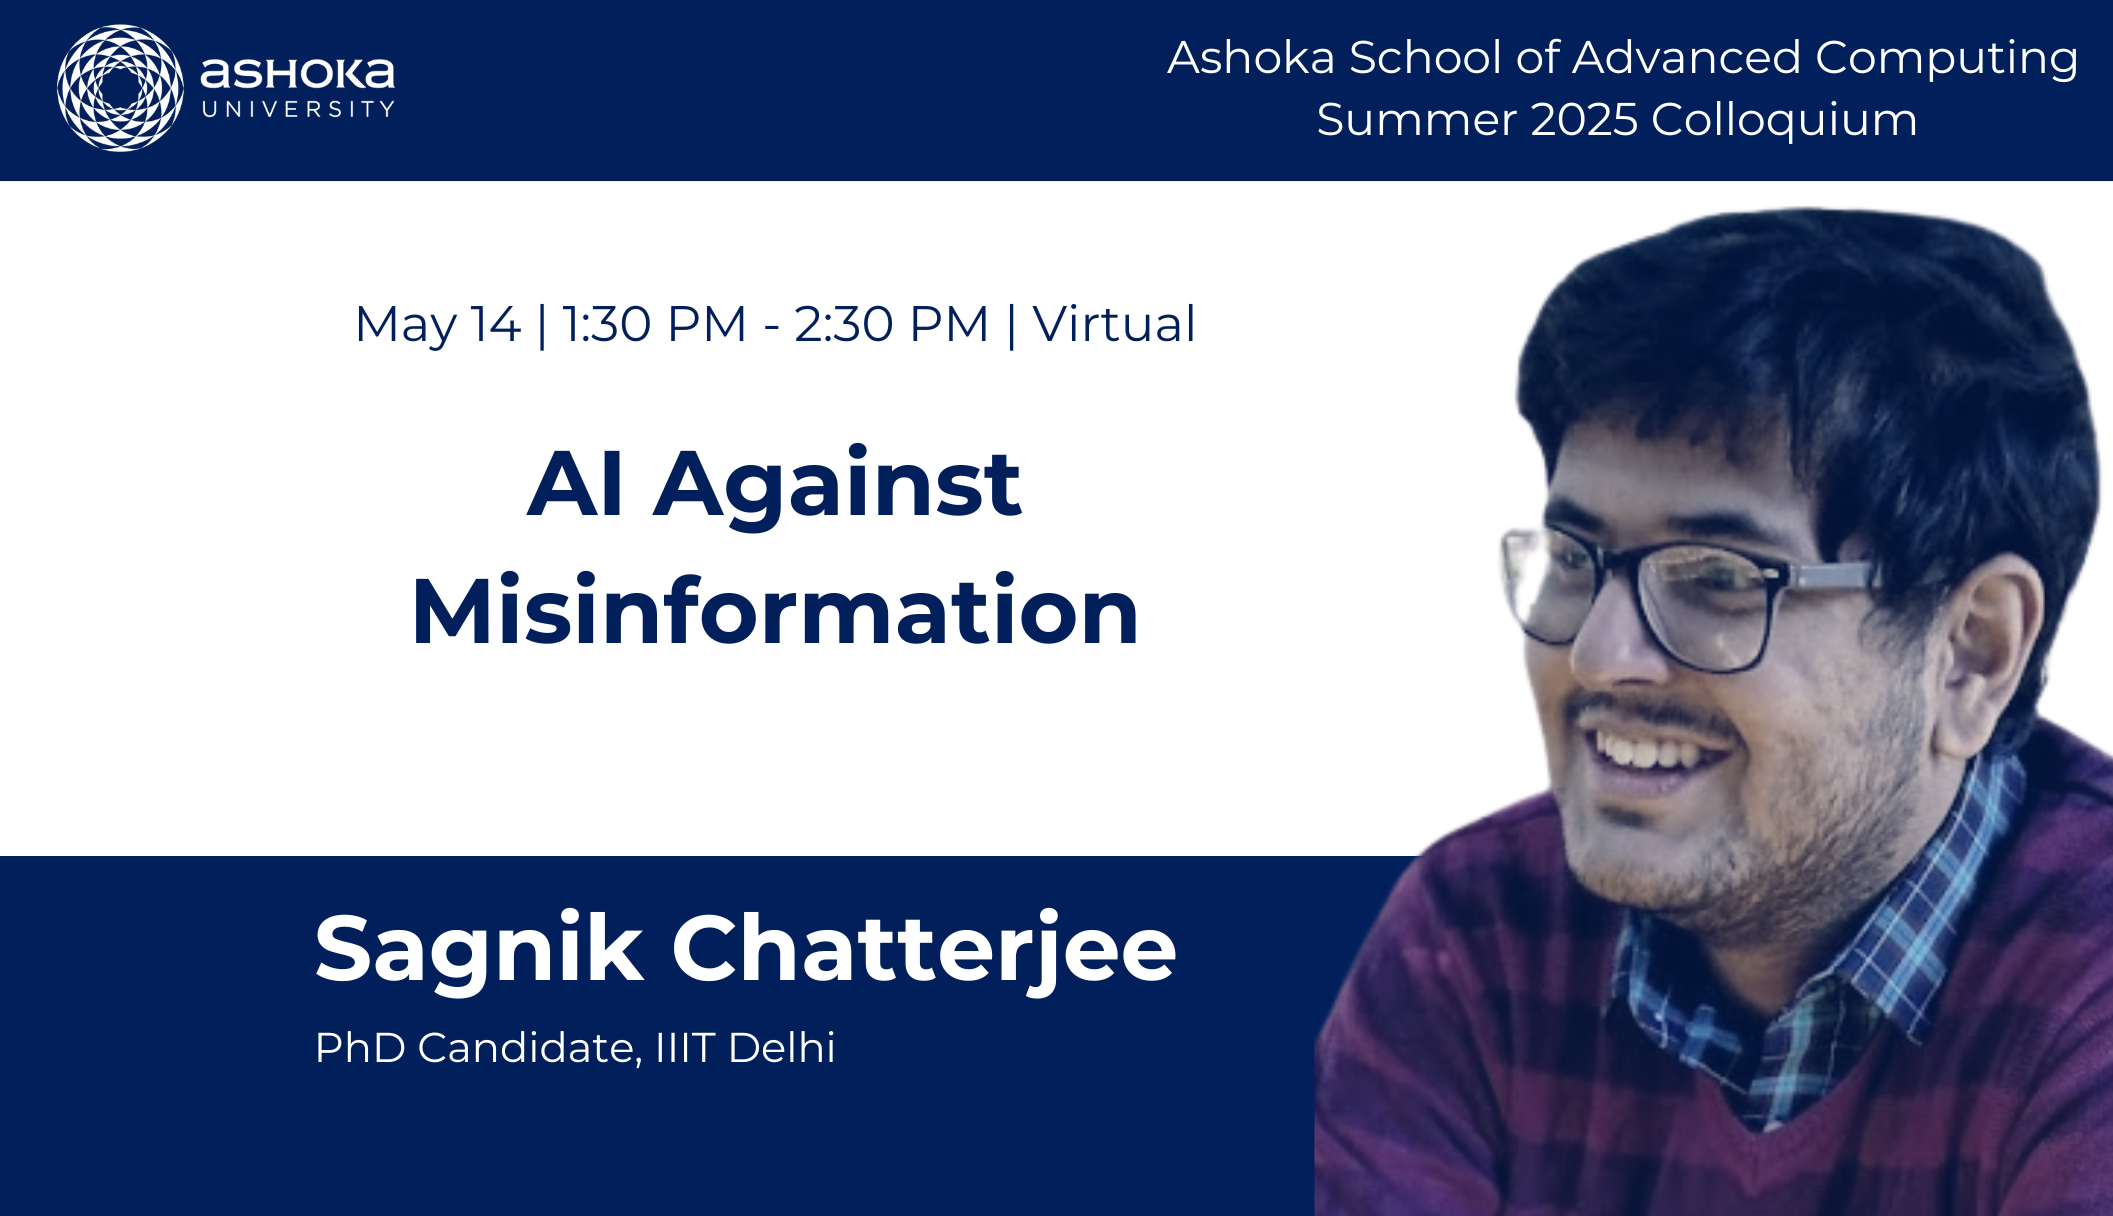 ASHOKA
UNIVERSITY
Ashoka School of Advanced Computing
Summer 2025 Colloquium
May 14 | 1:30 PM - 2:30 PM | Virtual
AI Against
Misinformation
Sagnik Chatterjee
PhD Candidate, IIIT Delhi